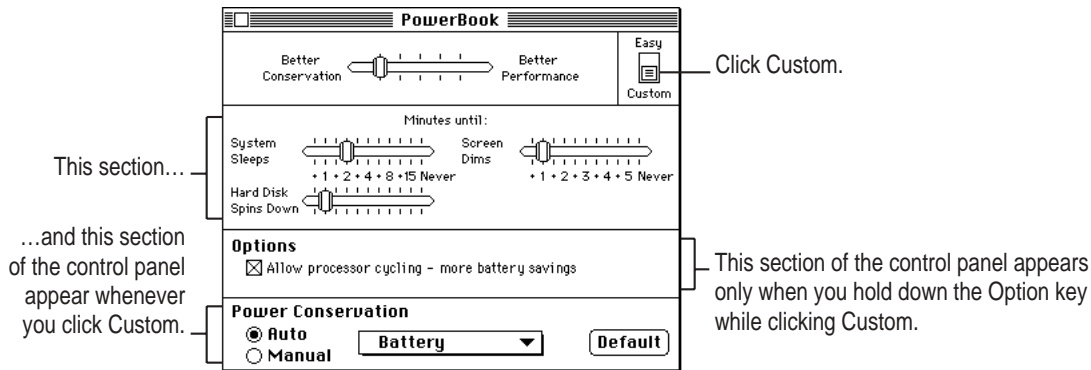 PowerBook
Better
Conservation
Better
Performance
Easy
Custom
Click Custom.
Minutes until:
System
Sleeps
Screen
Dims
+ 1 + 2 + 4 + 8 +15 Never
+ 1 + 2 + 3 + 4 + 5 Never
Hard Disk
Spins Down
This section…
…and this section
of the control panel
appear whenever
you click Custom.
Options
Allow processor cycling – more battery savings
This section of the control panel appears
only when you hold down the Option key
while clicking Custom.
Power Conservation
Auto
Manual
Battery
Default